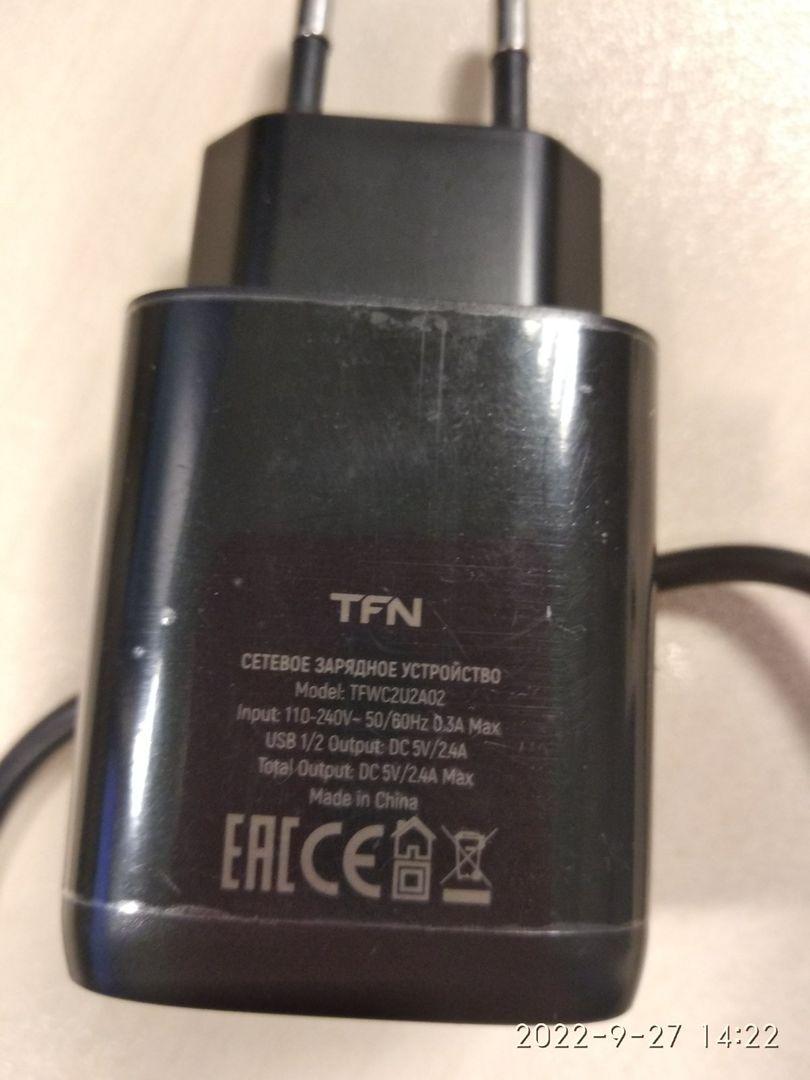 TFN
СЕТЕВОЕ ЗАРЯДНОЕ УСТРОЙСТВО
Model: TFWC2U2A02
Input: 110-240V~ 50/60Hz 0.3A Max
USB 1/2 Output: DC 5V/2.4A
Total Output: DC 5V/2.4A Max
Made in China
EAC CE
2022-9-27 14:22